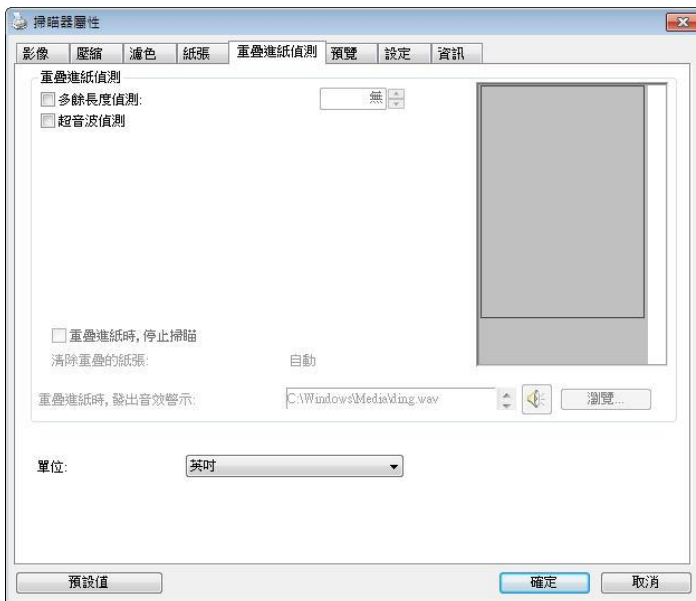 掃瞄器屬性
影像 壓縮 濾色 紙張 重疊進紙偵測 預覽 設定 資訊
重疊進紙偵測
多餘長度偵測: 無
超音波偵測
重疊進紙時, 停止掃瞄
清除重疊的紙張: 自動
重疊進紙時, 發出音效警示: C:\Windows\Media\ding.wav 瀏覽...
單位: 英吋
預設值 確定 取消